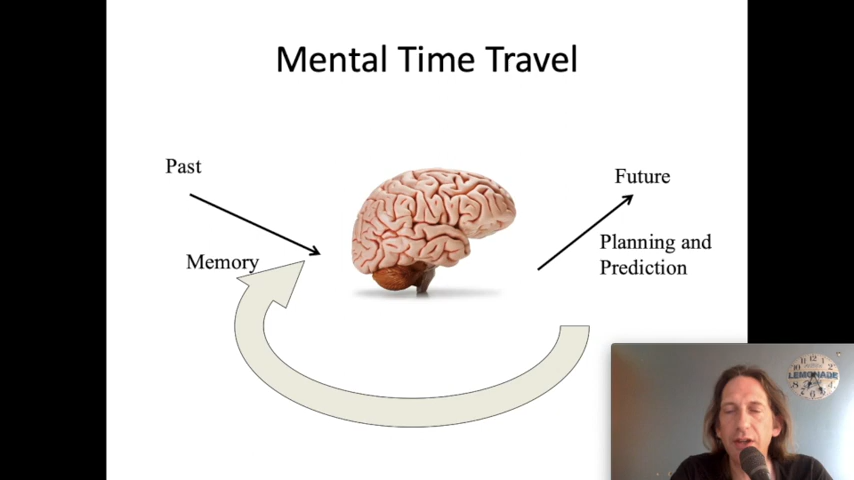 Mental Time Travel
Past
Future
Memory
Planning and
Prediction
LEMONADE